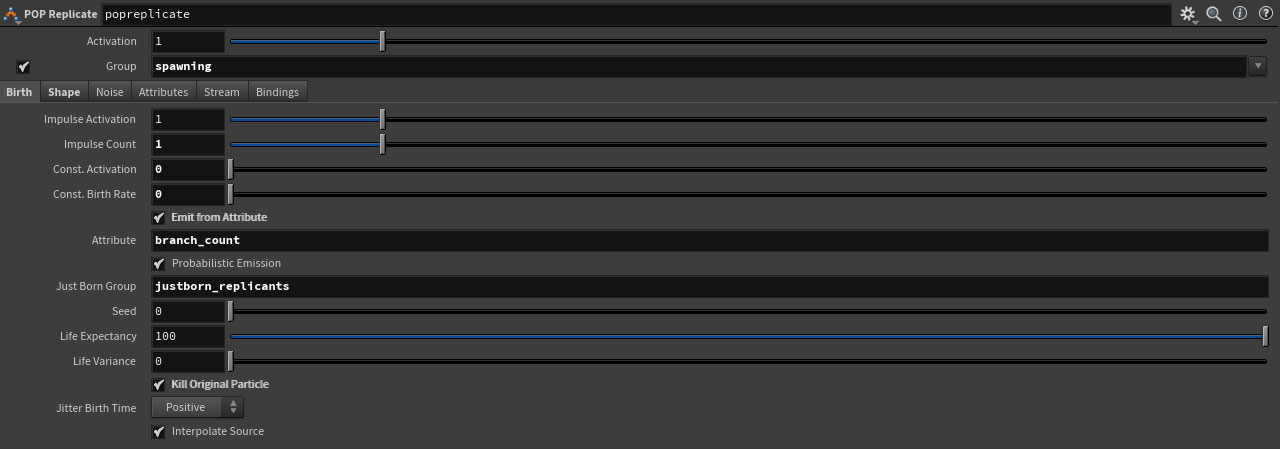 POP Replicate popreplicate
Activation 1
Group spawning
Birth Shape Noise Attributes Stream Bindings
Impulse Activation 1
Impulse Count 1
Const. Activation 0
Const. Birth Rate 0
Emit from Attribute
Attribute branch_count
Probabilistic Emission
Just Born Group justborn_replicants
Seed 0
Life Expectancy 100
Life Variance 0
Kill Original Particle
Jitter Birth Time Positive
Interpolate Source